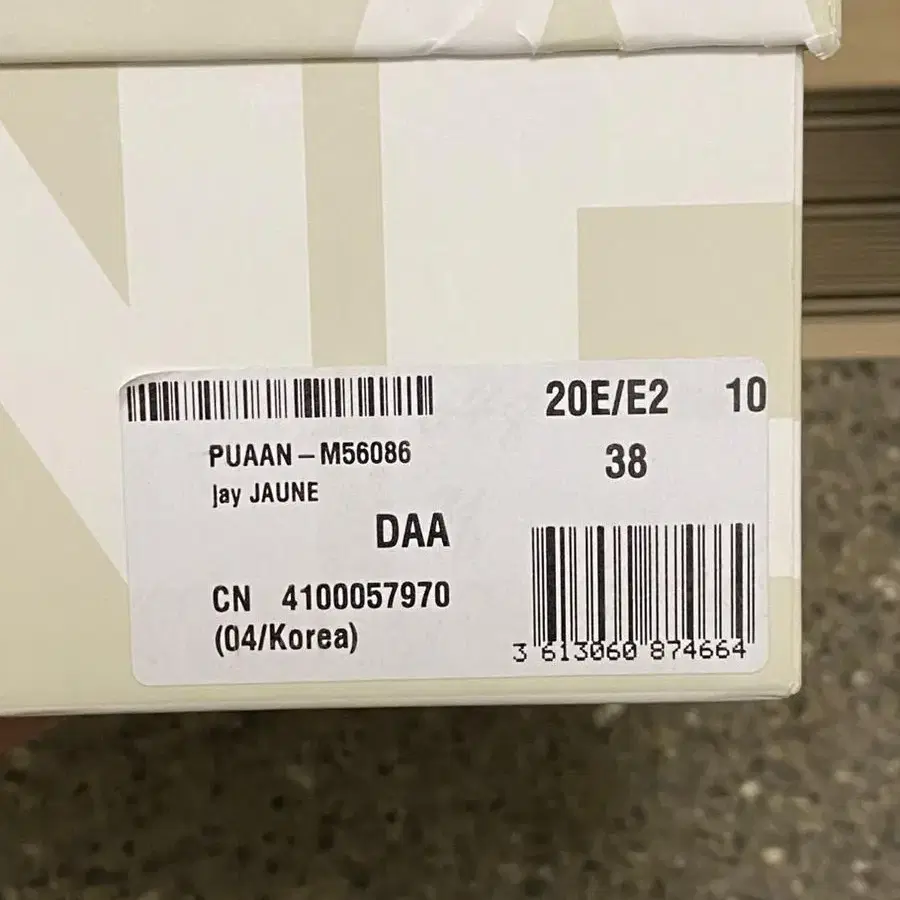 20E/E2 10
PUAAN-M56086
38
Jay JAUNE
DAA
CN 4100057970
(04/Korea)
3 613060 874664